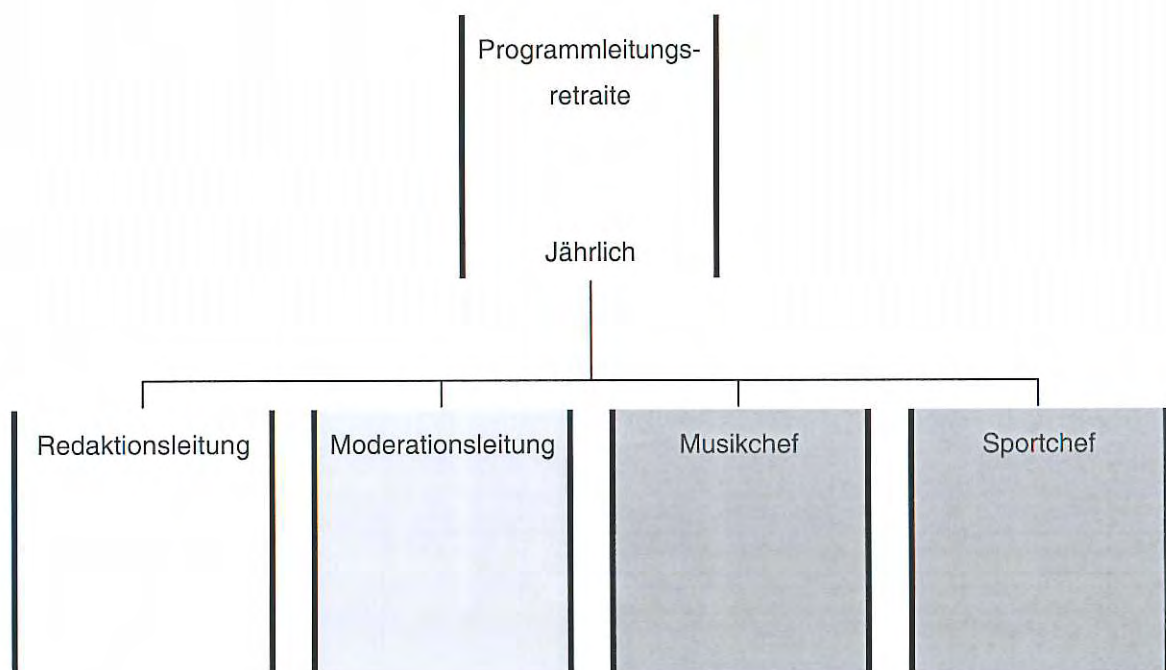 Programmleitungs-
retraite
Jährlich
Redaktionsleitung
Moderationsleitung
Musikchef
Sportchef